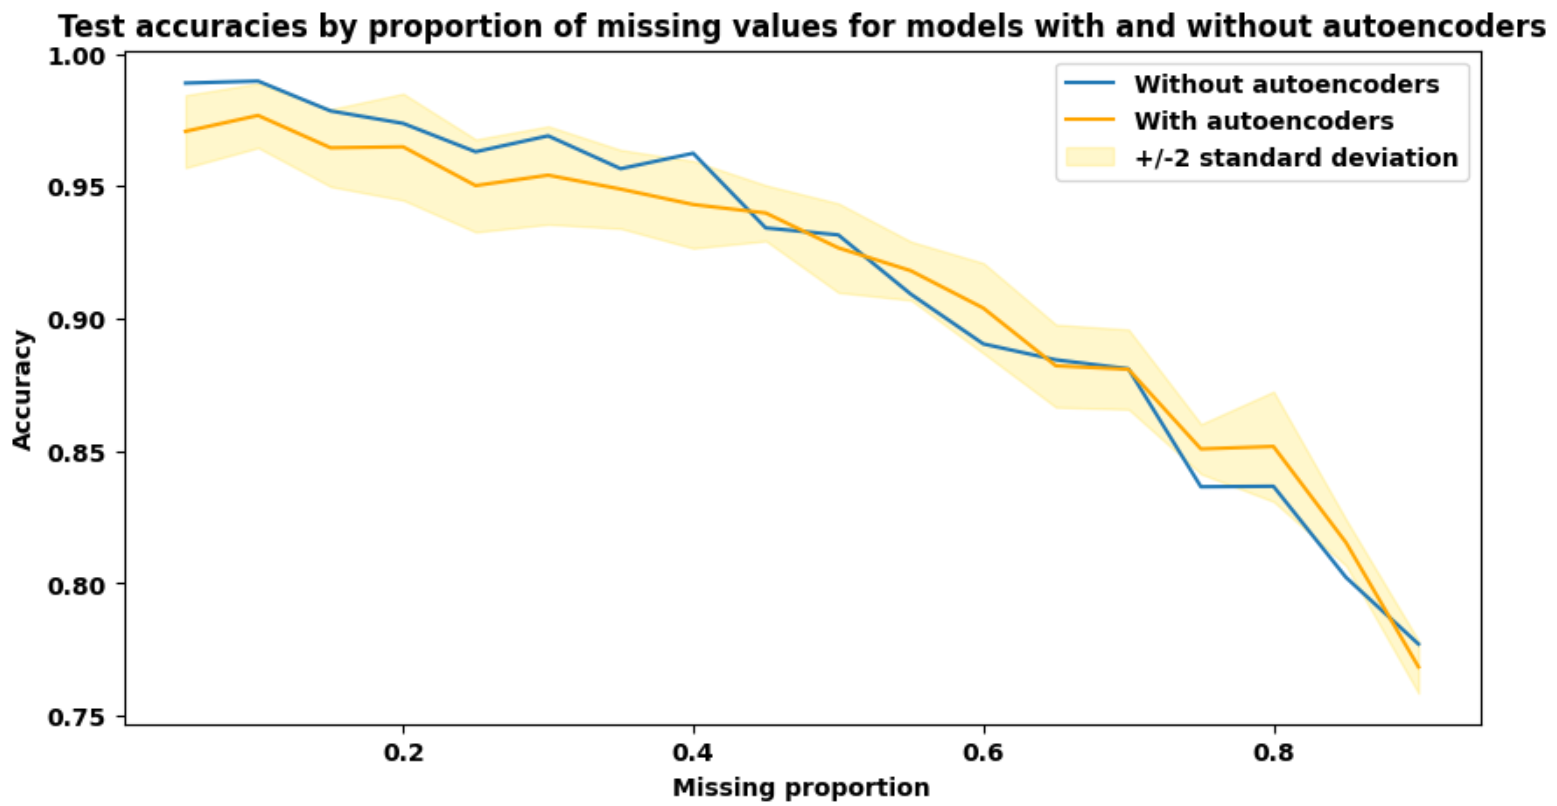 Test accuracies by proportion of missing values for models with and without autoencoders
1.00
0.95
0.90
0.85
0.80
0.75
Accuracy
Without autoencoders
With autoencoders
+/-2 standard deviation
0.2 0.4 0.6 0.8
Missing proportion